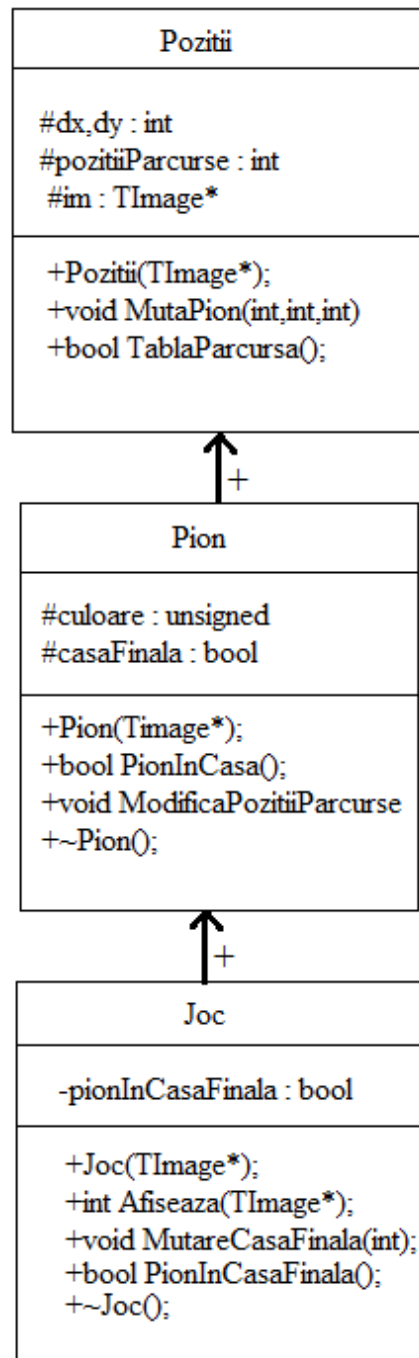 Pozitii
#dx,dy : int
#pozitiiParcurse : int
#im : TImage*
+Pozitii(TImage*);
+void MutaPion(int,int,int)
+bool TablaParcursa();
+
Pion
#culoare : unsigned
#casaFinala : bool
+Pion(Timage*);
+bool PionInCasa();
+void ModificaPozitiiParcurse
+~Pion();
+
Joc
-pionInCasaFinala : bool
+Joc(TImage*);
+int Afiseaza(TImage*);
+void MutareCasaFinala(int);
+bool PionInCasaFinala();
+~Joc();